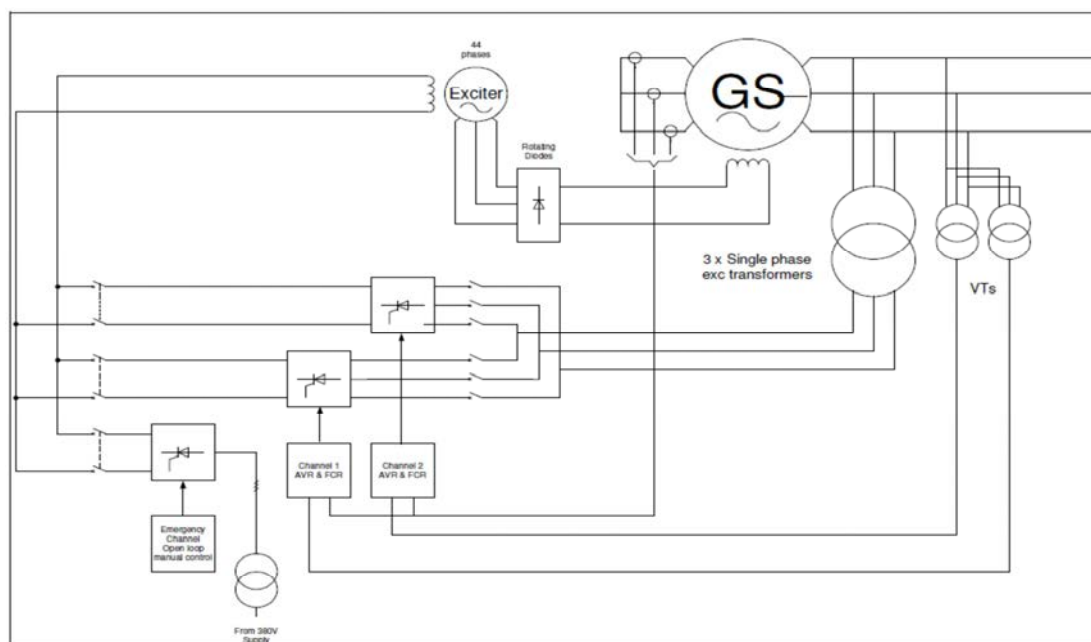 44
phases
Exciter
GS
Rotating
Diodes
3 x Single phase
exc transformers
VTs
Channel 1
AVR & FCR
Channel 2
AVR & FCR
Emergency
Channel
Open loop
manual control
From 380V
Supply